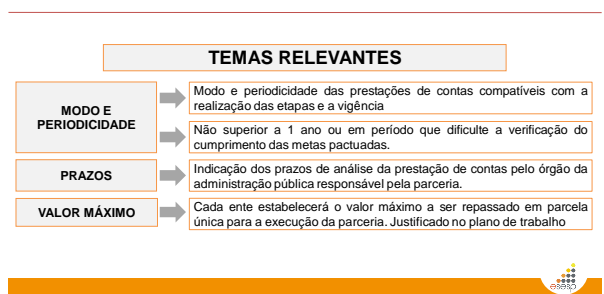 TEMAS RELEVANTES
MODO E
PERIODICIDADE
Modo e periodicidade das prestações de contas compatíveis com a
realização das etapas e a vigência
Não superior a 1 ano ou em período que dificulte a verificação do
cumprimento das metas pactuadas.
PRAZOS
Indicação dos prazos de análise da prestação de contas pelo órgão da
administração pública responsável pela parceria.
VALOR MÁXIMO
Cada ente estabelecerá o valor máximo a ser repassado em parcela
única para a execução da parceria. Justificado no plano de trabalho
esesp